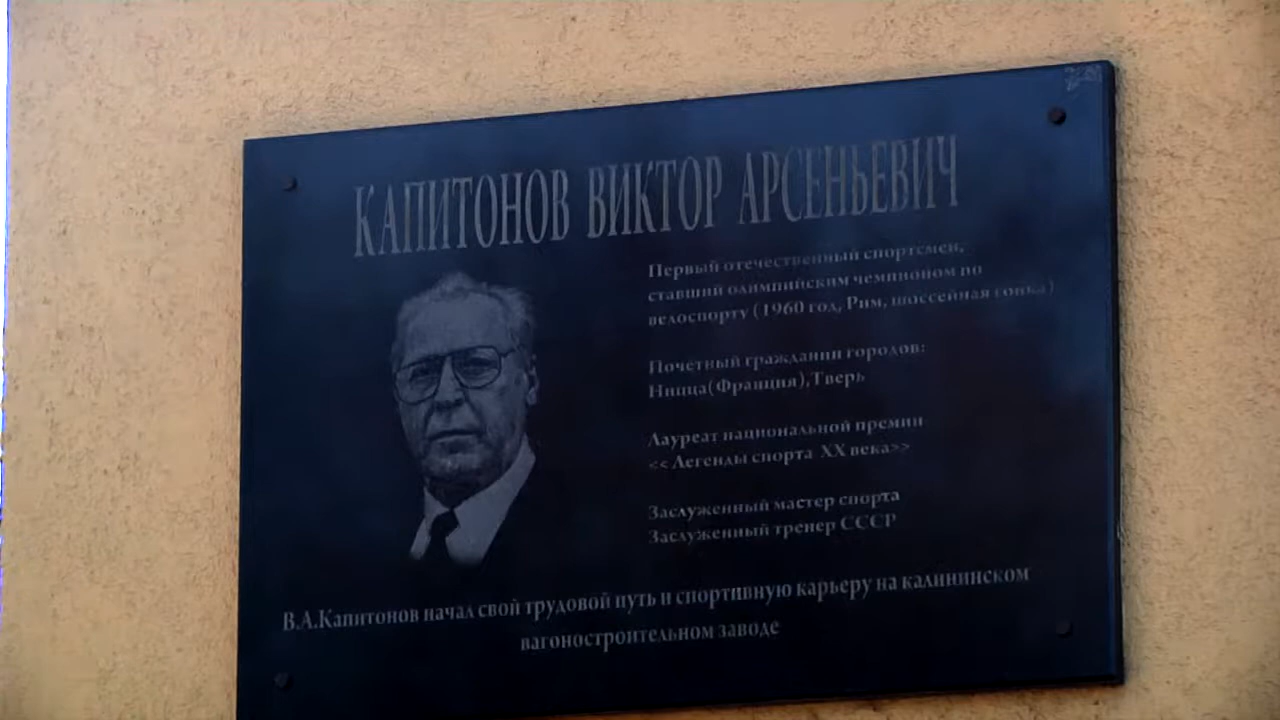 КАПИТОНОВ ВИКТОР АРСЕНЬЕВИЧ
Первый отечественный спортсмен,
ставший олимпийским чемпионом по
велоспорту (1960 год, Рим, шоссейная гонка)
Почётный гражданин городов:
Ницца(Франция),Тверь
Лауреат национальной премии
<< Легенды спорта XX века>>
Заслуженный мастер спорта
Заслуженный тренер СССР
В.А.Капитонов начал свой трудовой путь и спортивную карьеру на калининском
вагоностроительном заводе